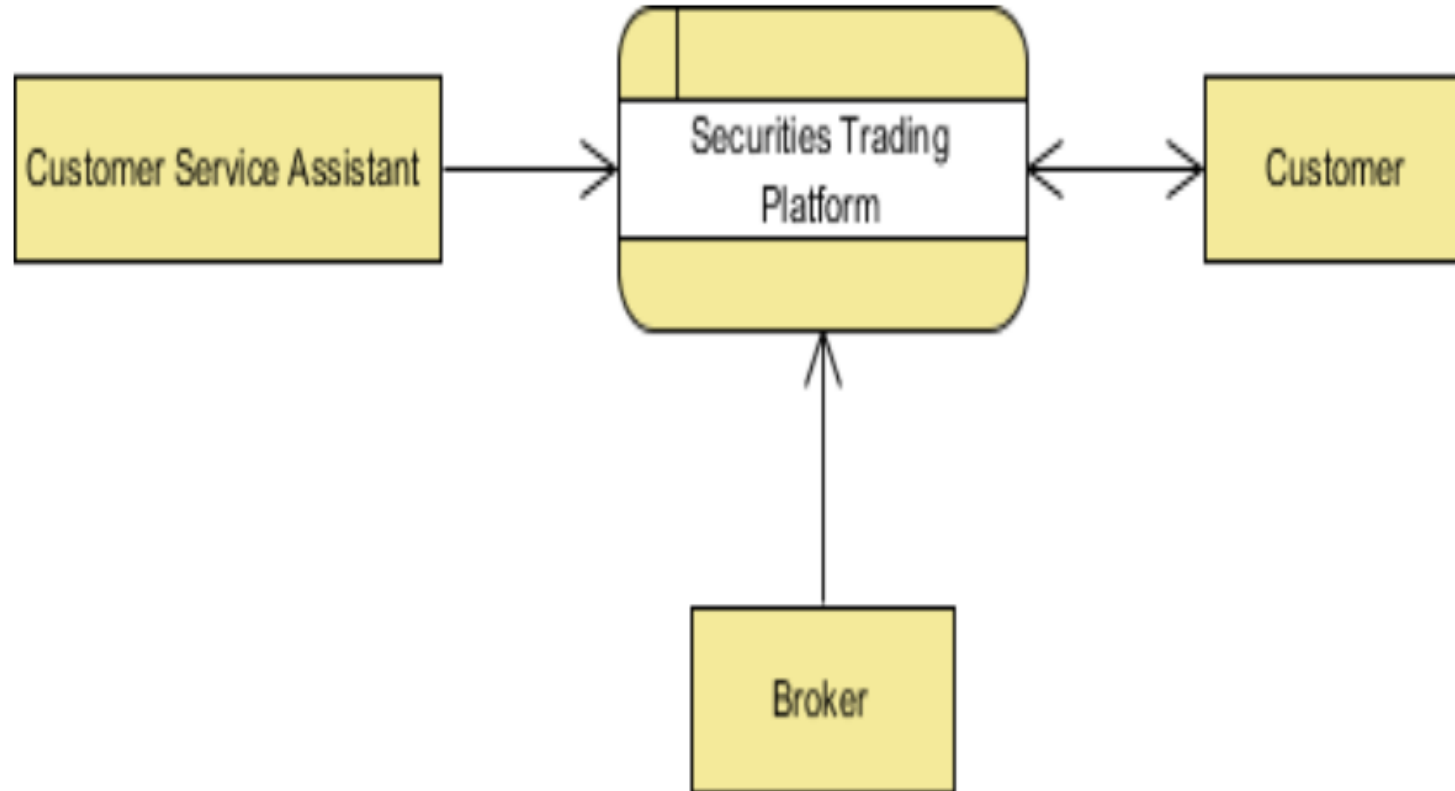 Customer Service Assistant
Securities Trading
Platform
Customer
Broker